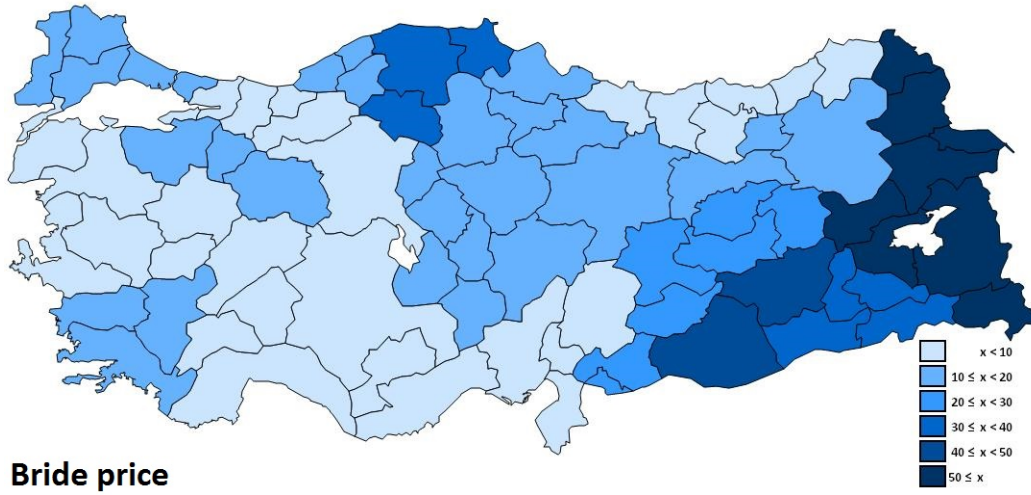 x < 10
10 ≤ x < 20
20 ≤ x < 30
30 ≤ x < 40
40 ≤ x < 50
50 ≤ x
Bride price